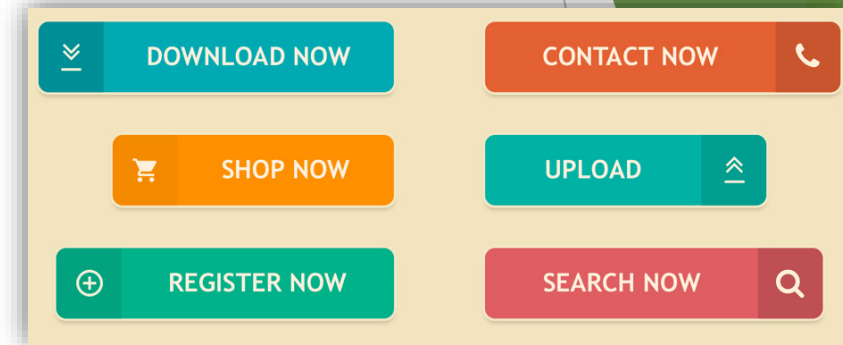 DOWNLOAD NOW
CONTACT NOW
SHOP NOW
UPLOAD
REGISTER NOW
SEARCH NOW